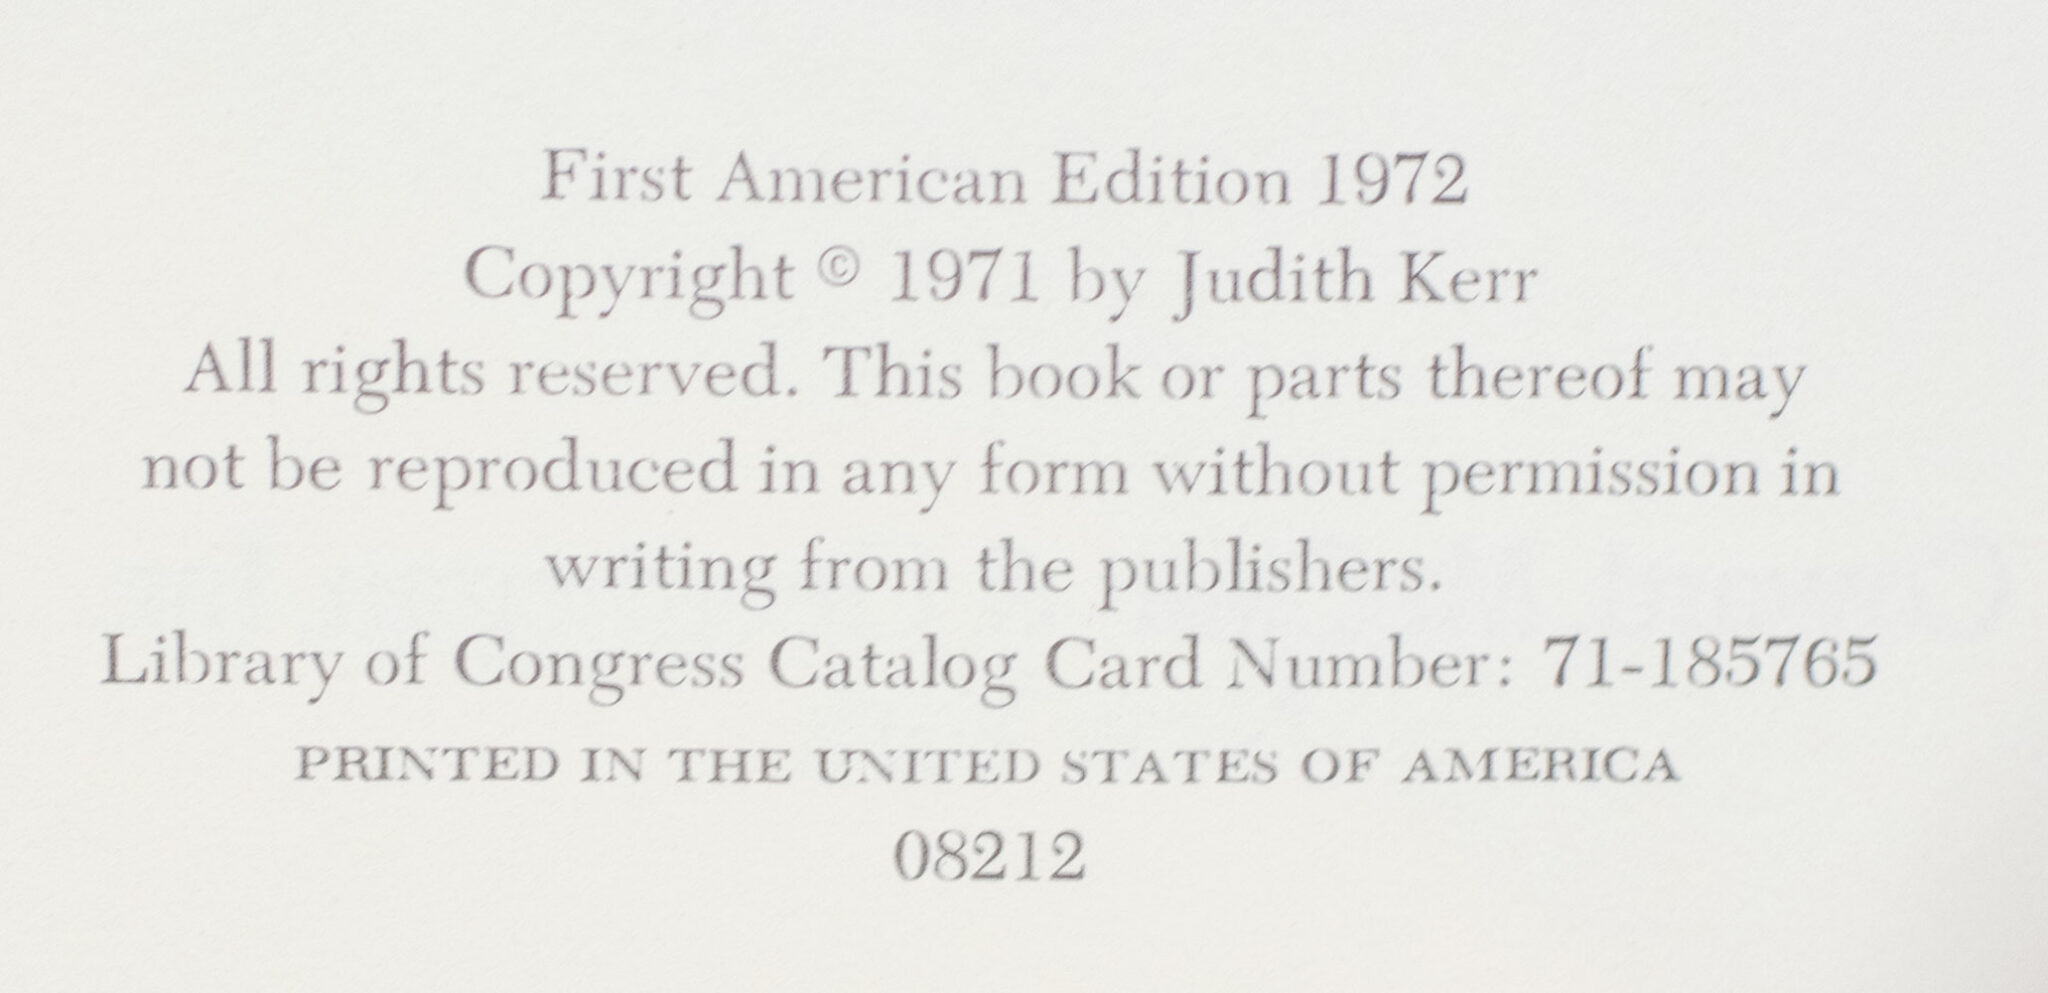 First American Edition 1972
Copyright © 1971 by Judith Kerr
All rights reserved. This book or parts thereof may
not be reproduced in any form without permission in
writing from the publishers.
Library of Congress Catalog Card Number: 71-185765
PRINTED IN THE UNITED STATES OF AMERICA
08212